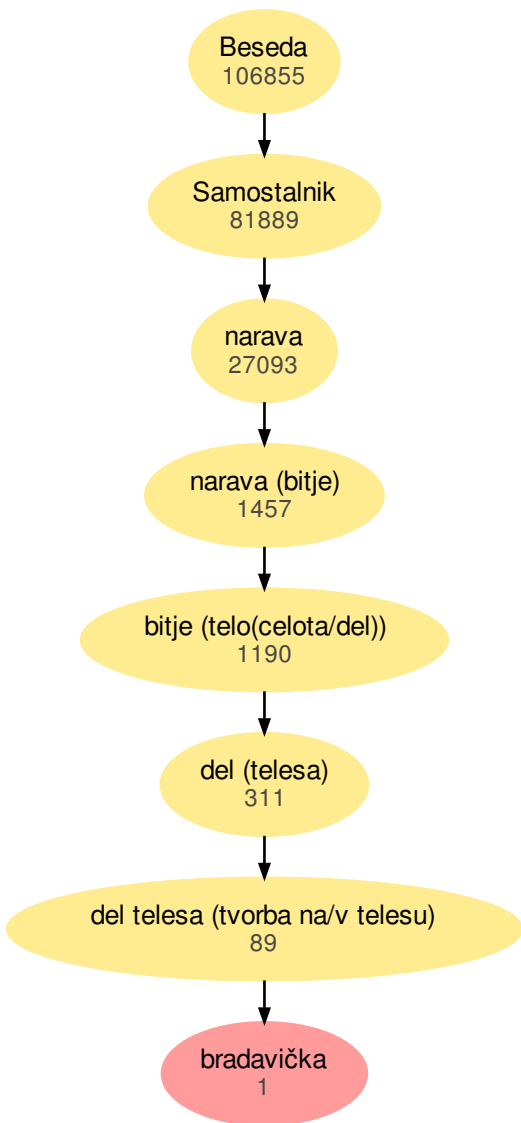 Beseda
106855
Samostalnik
81889
narava
27093
narava (bitje)
1457
bitje (telo(celota/del))
1190
del (telesa)
311
del telesa (tvorba na/v telesu)
89
bradavička
1